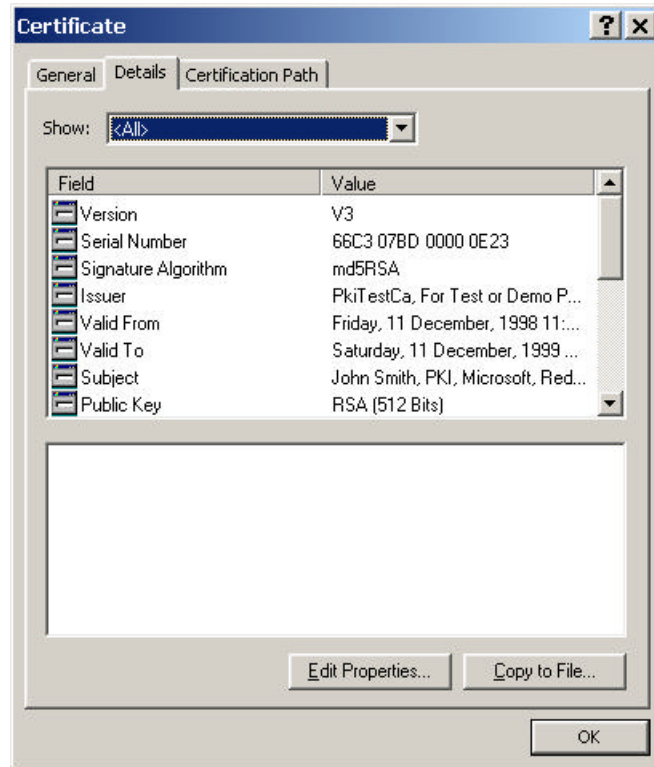 Certificate
General Details Certification Path
Show: <All>
Field Value
Version V3
Serial Number 66C3 07BD 0000 0E23
Signature Algorithm md5RSA
Issuer PkiTestCa, For Test or Demo P...
Valid From Friday, 11 December, 1998 11:...
Valid To Saturday, 11 December, 1999 ...
Subject John Smith, PKI, Microsoft, Red...
Public Key RSA (512 Bits)
Edit Properties... Copy to File...
OK